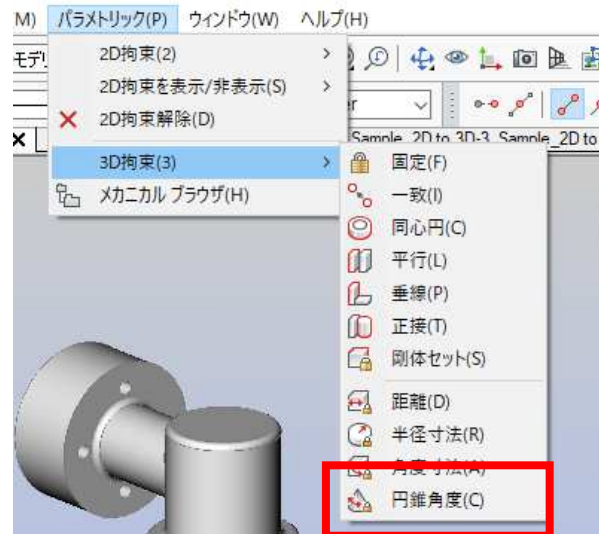 M) パラメトリック(P) ウィンドウ(W) ヘルプ(H)
モデ
2D拘束(2)
2D拘束を表示/非表示(S)
2D拘束解除(D)
Sample_2D to 3D-3 Sample_2D to
3D拘束(3)
メカニカル ブラウザ(H)
固定(F)
一致(I)
同心円(C)
平行(L)
垂線(P)
正接(T)
剛体セット(S)
距離(D)
半径寸法(R)
角度寸法(A)
円錐角度(C)